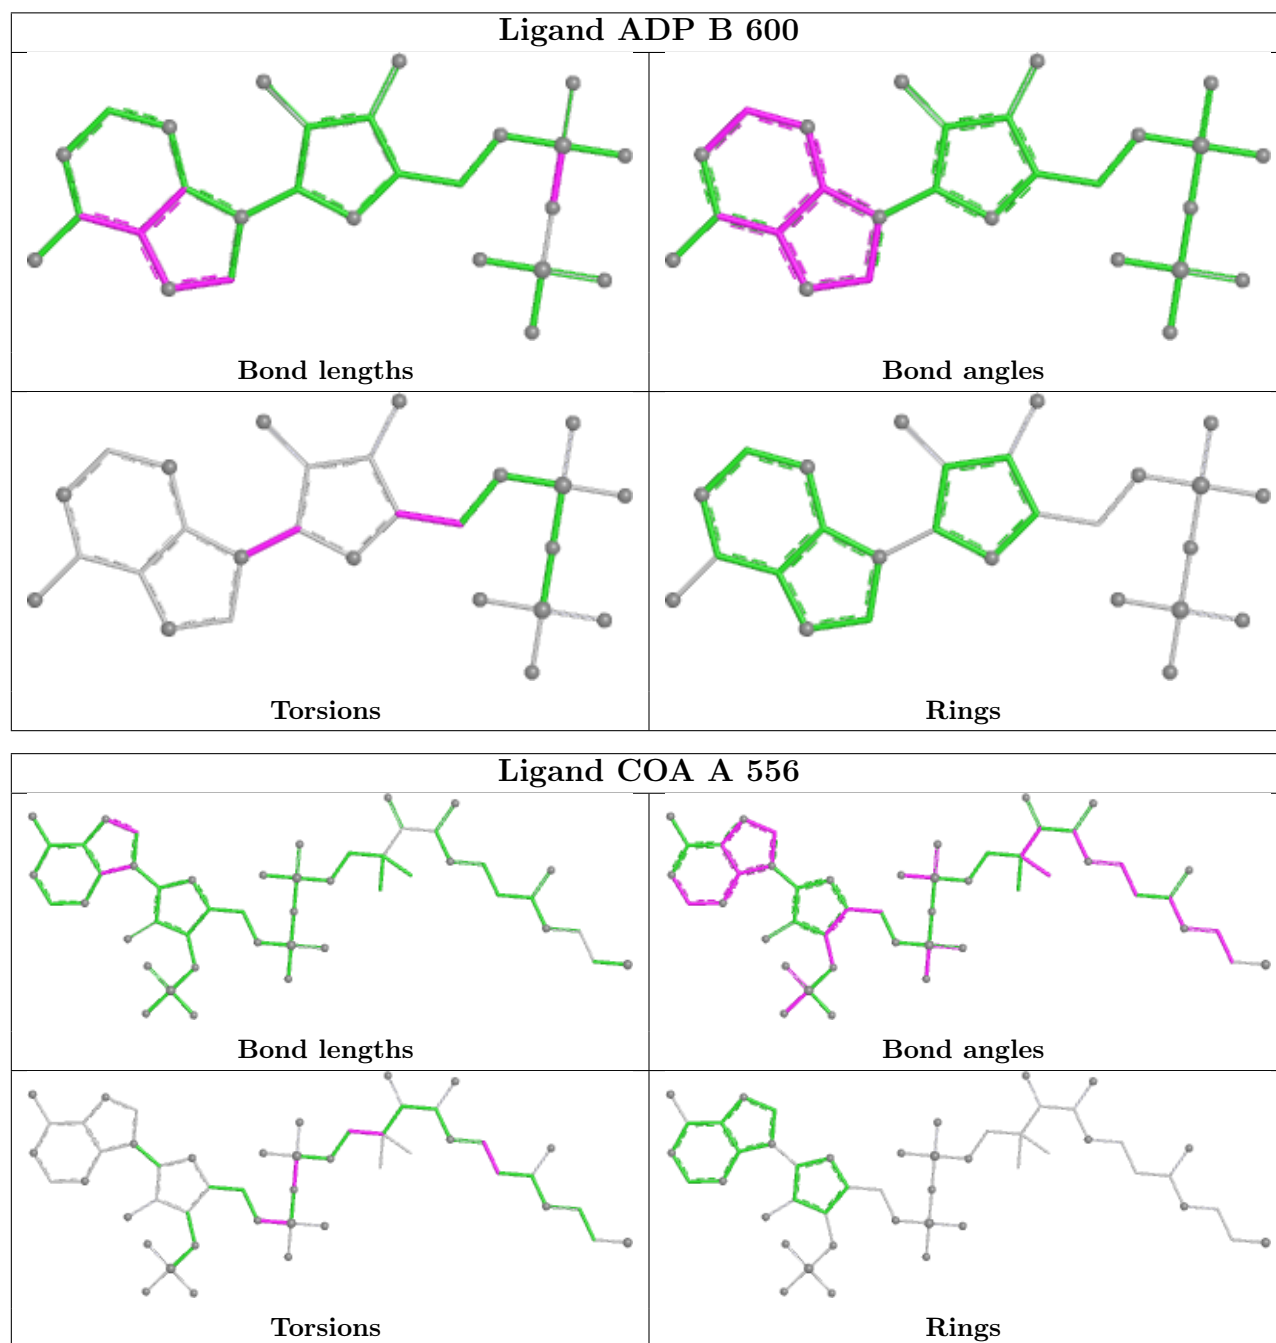 Ligand ADP B 600
Bond lengths
Bond angles
Torsions
Rings
Ligand COA A 556
Bond lengths
Bond angles
Torsions
Rings